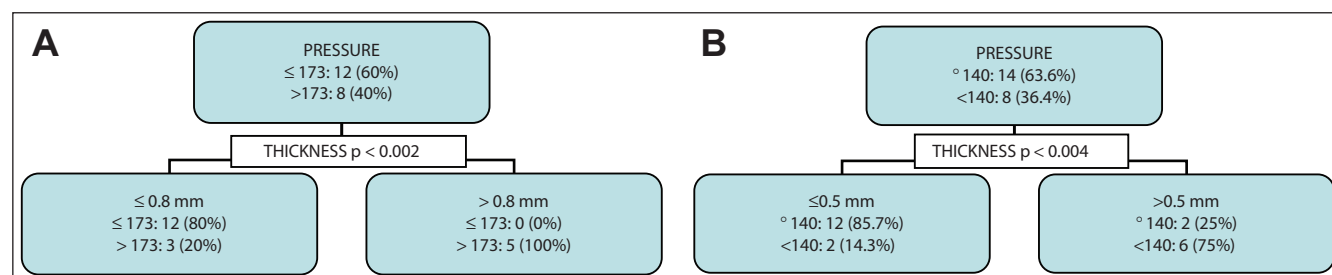 A
PRESSURE
≤ 173: 12 (60%)
>173: 8 (40%)
THICKNESS p < 0.002
≤ 0.8 mm
≤ 173: 12 (80%)
> 173: 3 (20%)
> 0.8 mm
≤ 173: 0 (0%)
> 173: 5 (100%)
B
PRESSURE
° 140: 14 (63.6%)
<140: 8 (36.4%)
THICKNESS p < 0.004
≤0.5 mm
° 140: 12 (85.7%)
<140: 2 (14.3%)
>0.5 mm
° 140: 2 (25%)
<140: 6 (75%)